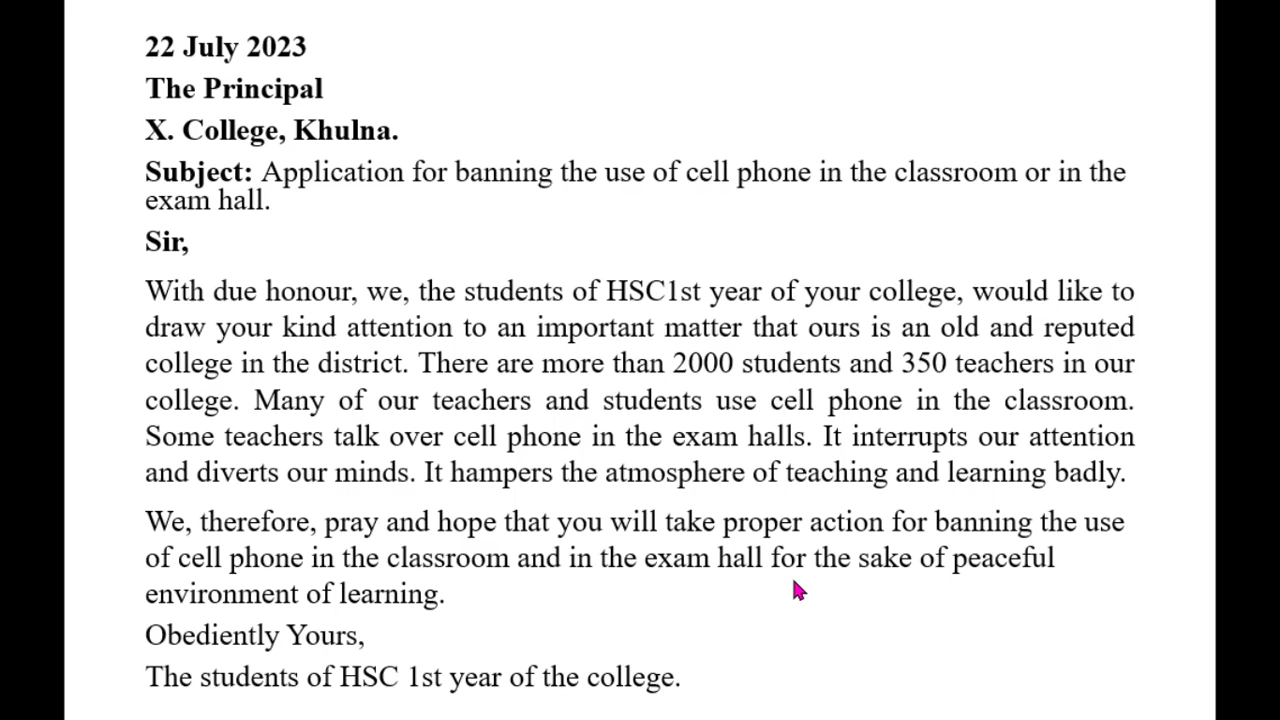 22 July 2023
The Principal
X. College, Khulna.
Subject: Application for banning the use of cell phone in the classroom or in the
exam hall.
Sir,
With due honour, we, the students of HSC1st year of your college, would like to
draw your kind attention to an important matter that ours is an old and reputed
college in the district. There are more than 2000 students and 350 teachers in our
college. Many of our teachers and students use cell phone in the classroom.
Some teachers talk over cell phone in the exam halls. It interrupts our attention
and diverts our minds. It hampers the atmosphere of teaching and learning badly.
We, therefore, pray and hope that you will take proper action for banning the use
of cell phone in the classroom and in the exam hall for the sake of peaceful
environment of learning.
Obediently Yours,
The students of HSC 1st year of the college.